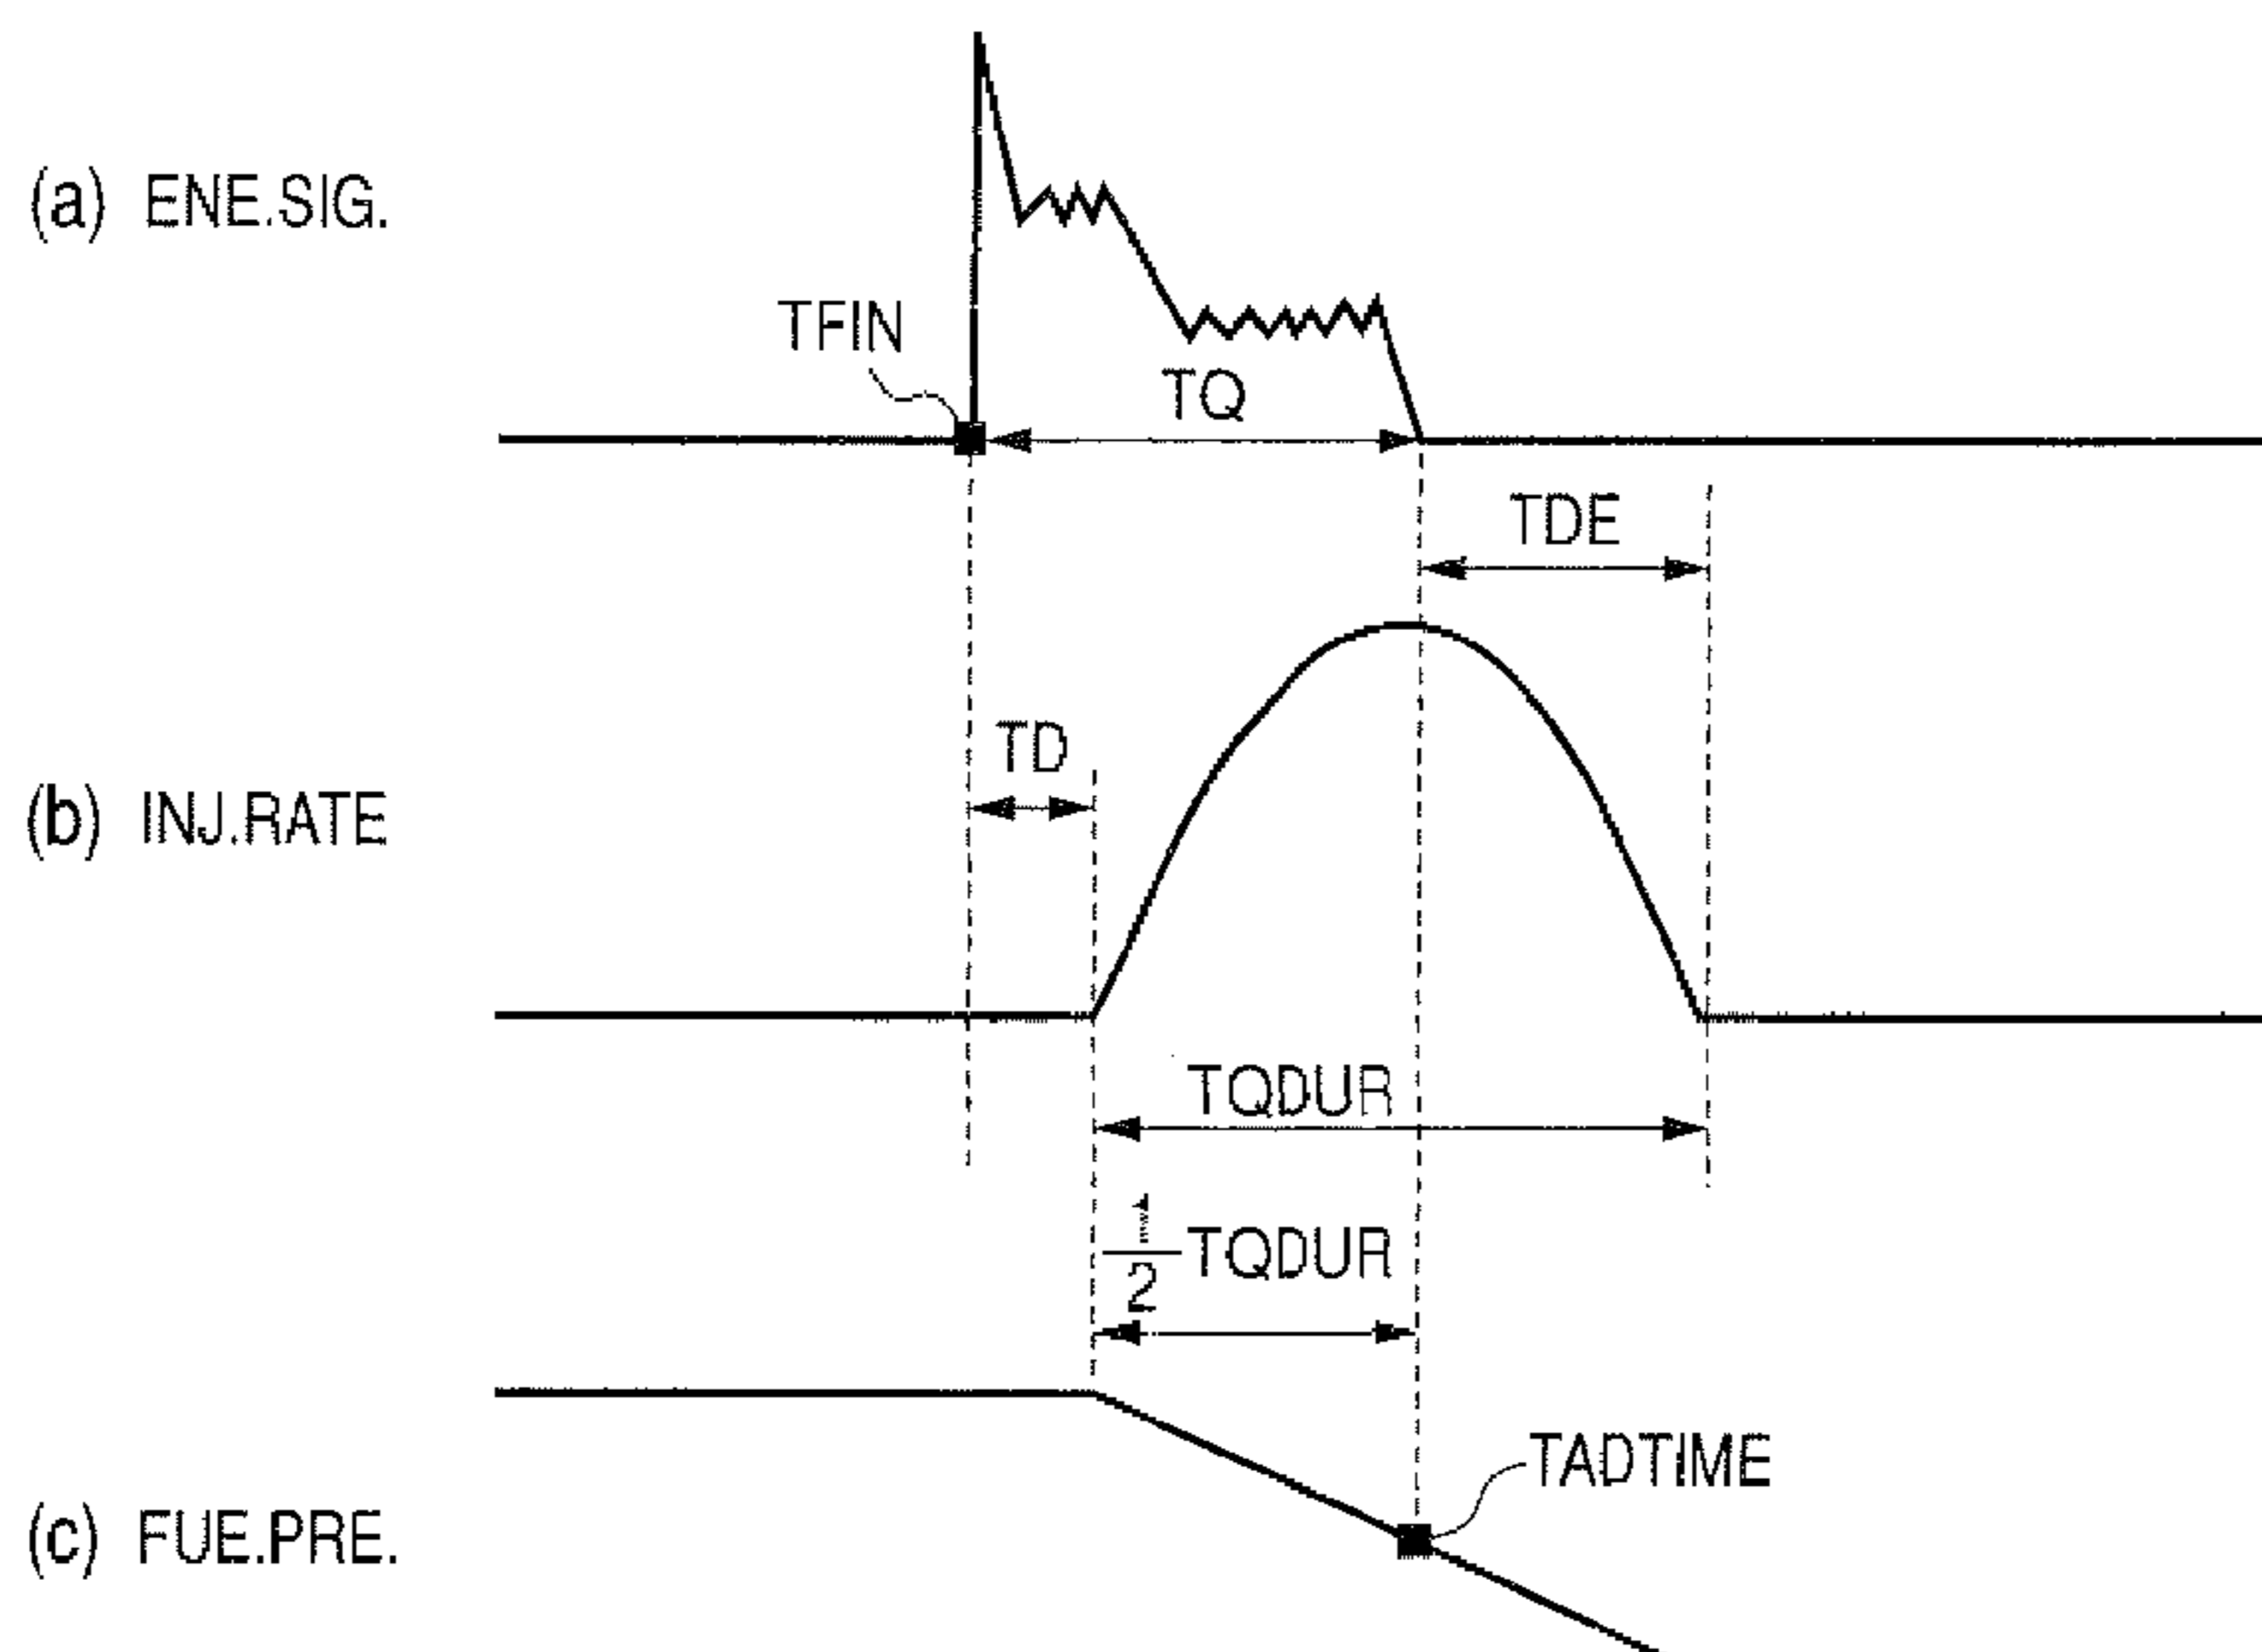 (a) ENE.SIG.
TFIN
TQ
TDE
TD
(b) INJ.RATE
TQDUR
1
2
TQDUR
TADTIME
(c) FUE.PRE.